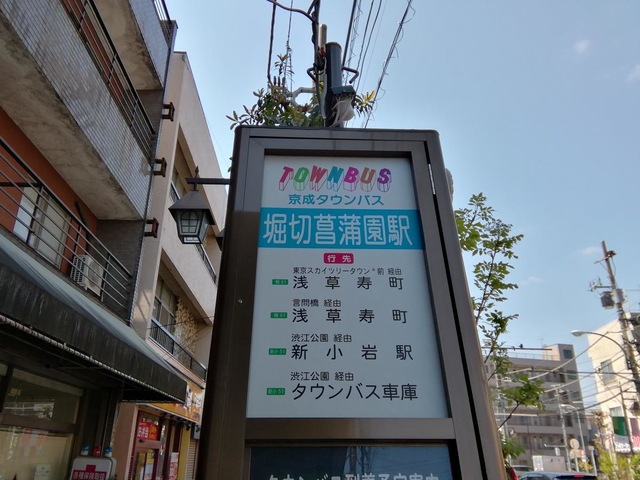 TOWNBUS
京成タウンバス
堀切菖蒲園駅
行先
東京スカイツリータウン®前 経由
浅草寿町
言問橋 経由
浅草寿町
渋江公園 経由
新小岩駅
渋江公園 経由
タウンバス車庫